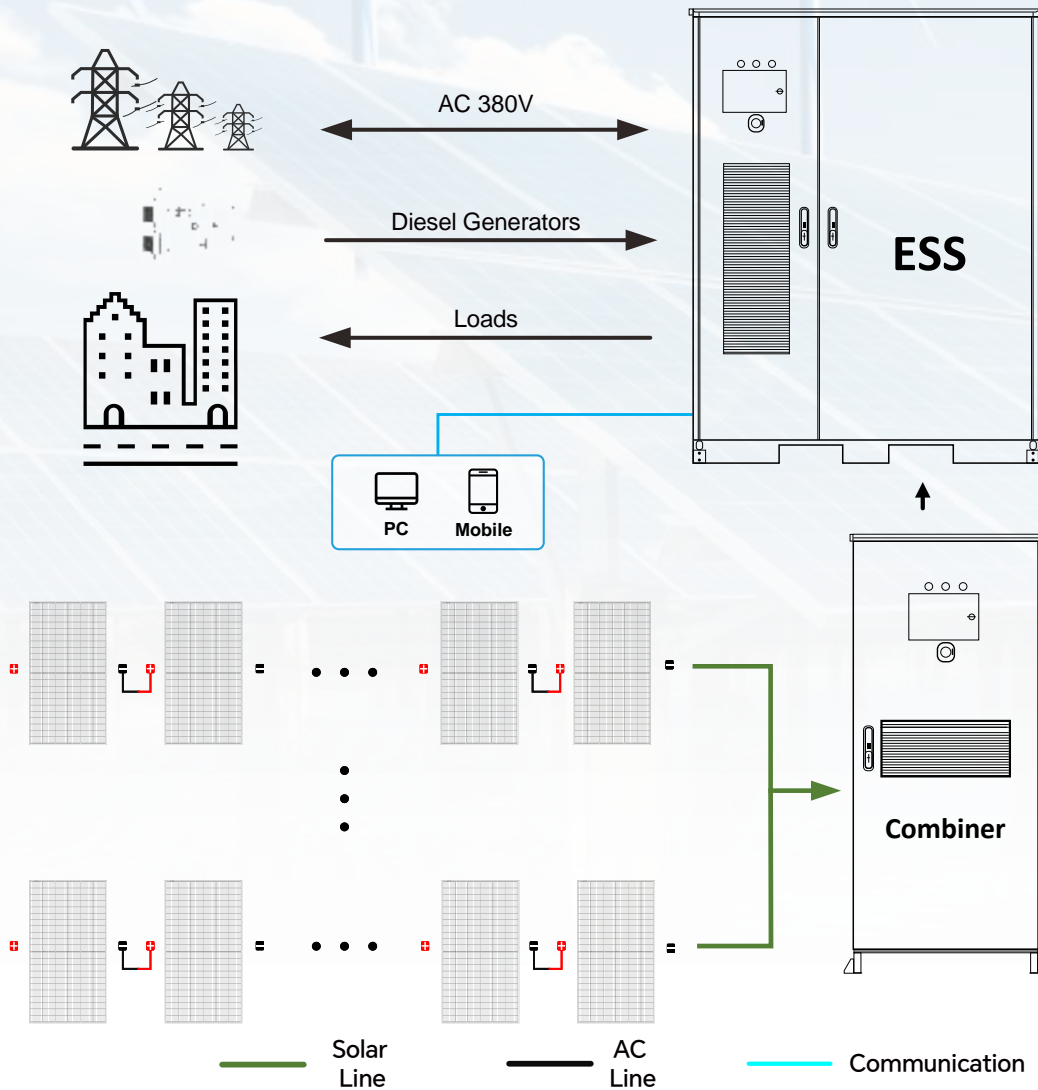 AC 380V
Diesel Generators
ESS
Loads
PC
Mobile
Combiner
Solar
Line
AC
Line
Communication